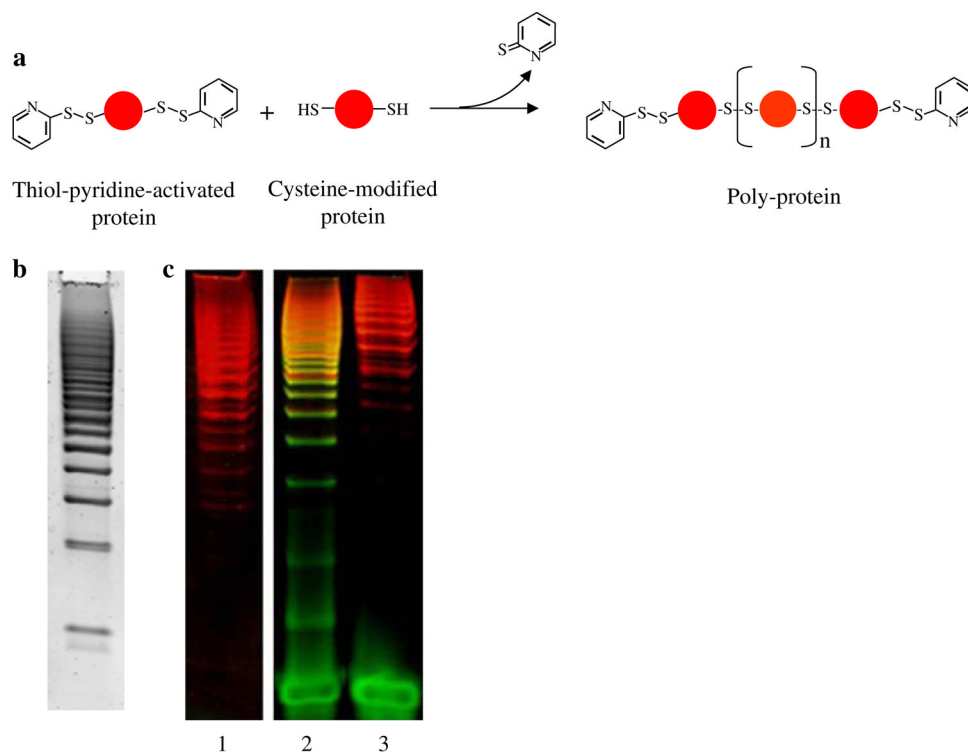 a
S
N
N
S
S
S
S
N
+
HS
SH
N
S
S
S
S
S
S
n
S
S
N
Thiol-pyridine-activated
protein
Cysteine-modified
protein
Poly-protein
b
c
1
2
3